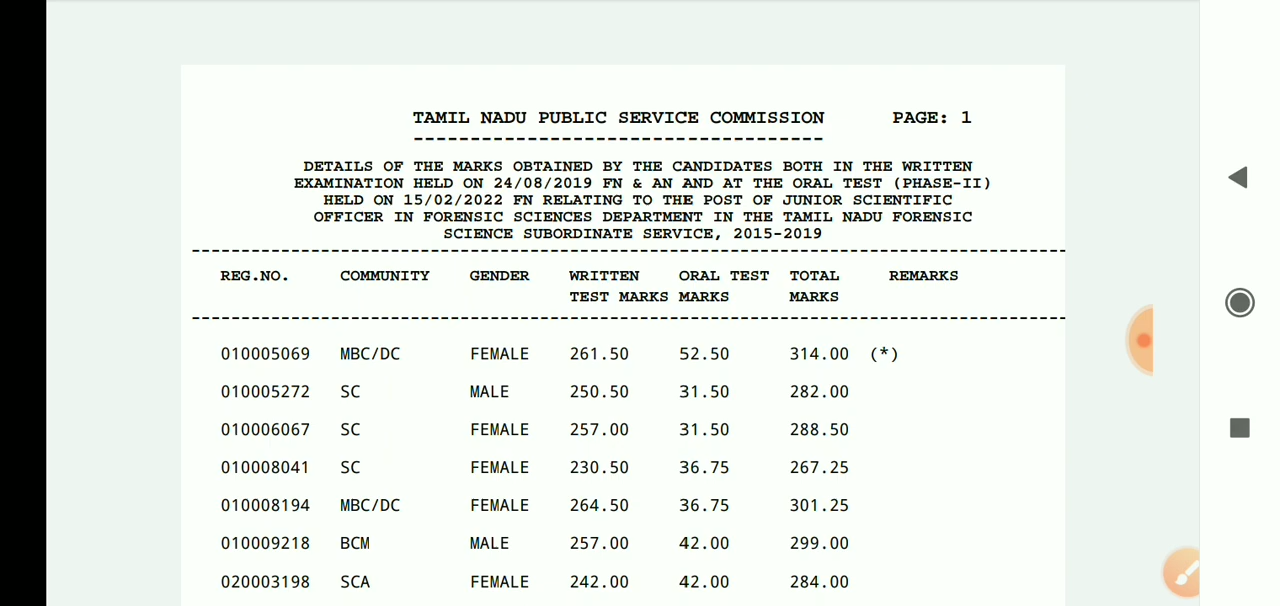 TAMIL NADU PUBLIC SERVICE COMMISSION PAGE: 1
DETAILS OF THE MARKS OBTAINED BY THE CANDIDATES BOTH IN THE WRITTEN
EXAMINATION HELD ON 24/08/2019 FN & AN AND AT THE ORAL TEST (PHASE-II)
HELD ON 15/02/2022 FN RELATING TO THE POST OF JUNIOR SCIENTIFIC
OFFICER IN FORENSIC SCIENCES DEPARTMENT IN THE TAMIL NADU FORENSIC
SCIENCE SUBORDINATE SERVICE, 2015-2019
REG.NO. COMMUNITY GENDER WRITTEN ORAL TEST TOTAL REMARKS
TEST MARKS MARKS MARKS
010005069 MBC/DC FEMALE 261.50 52.50 314.00 (*)
010005272 SC MALE 250.50 31.50 282.00
010006067 SC FEMALE 257.00 31.50 288.50
010008041 SC FEMALE 230.50 36.75 267.25
010008194 MBC/DC FEMALE 264.50 36.75 301.25
010009218 BCM MALE 257.00 42.00 299.00
020003198 SCA FEMALE 242.00 42.00 284.00